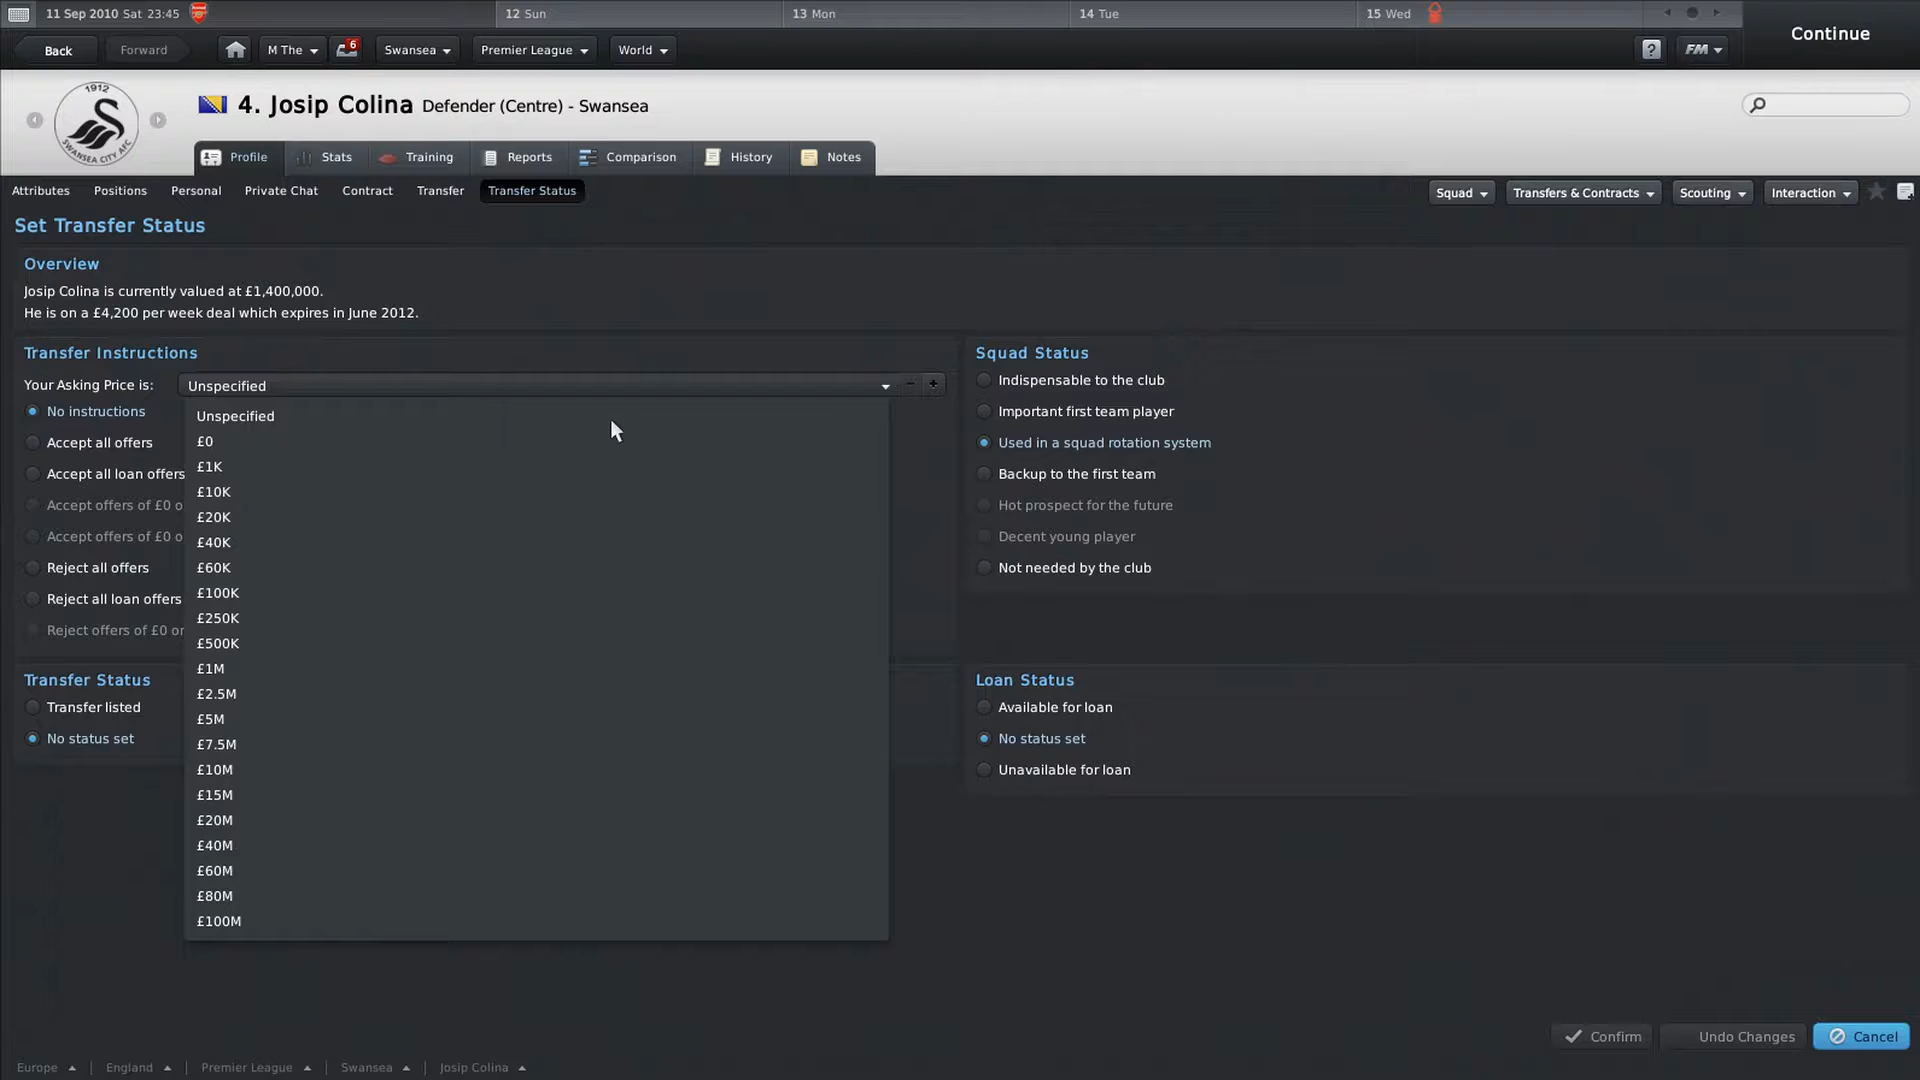 11 Sep 2010 Sat 23:45
12 Sun
13 Mon
14 Tue
15 Wed
Continue
Back
Forward
M The
6
Swansea
Premier League
World
?
FM
1912
SWANSEA CITY AFC
4. Josip Colina Defender (Centre) - Swansea
Profile
Stats
Training
Reports
Comparison
History
Notes
Attributes
Positions
Personal
Private Chat
Contract
Transfer
Transfer Status
Squad
Transfers & Contracts
Scouting
Interaction
Set Transfer Status
Overview
Josip Colina is currently valued at £1,400,000.
He is on a £4,200 per week deal which expires in June 2012.
Transfer Instructions
Your Asking Price is:
Unspecified
- +
No instructions
Accept all offers
Accept all loan offers
Accept offers of £0 o
Accept offers of £0 o
Reject all offers
Reject all loan offers
Reject offers of £0 or
Unspecified
£0
£1K
£10K
£20K
£40K
£60K
£100K
£250K
£500K
£1M
£2.5M
£5M
£7.5M
£10M
£15M
£20M
£40M
£60M
£80M
£100M
Squad Status
Indispensable to the club
Important first team player
Used in a squad rotation system
Backup to the first team
Hot prospect for the future
Decent young player
Not needed by the club
Transfer Status
Transfer listed
No status set
Loan Status
Available for loan
No status set
Unavailable for loan
Confirm
Undo Changes
Cancel
Europe
England
Premier League
Swansea
Josip Colina